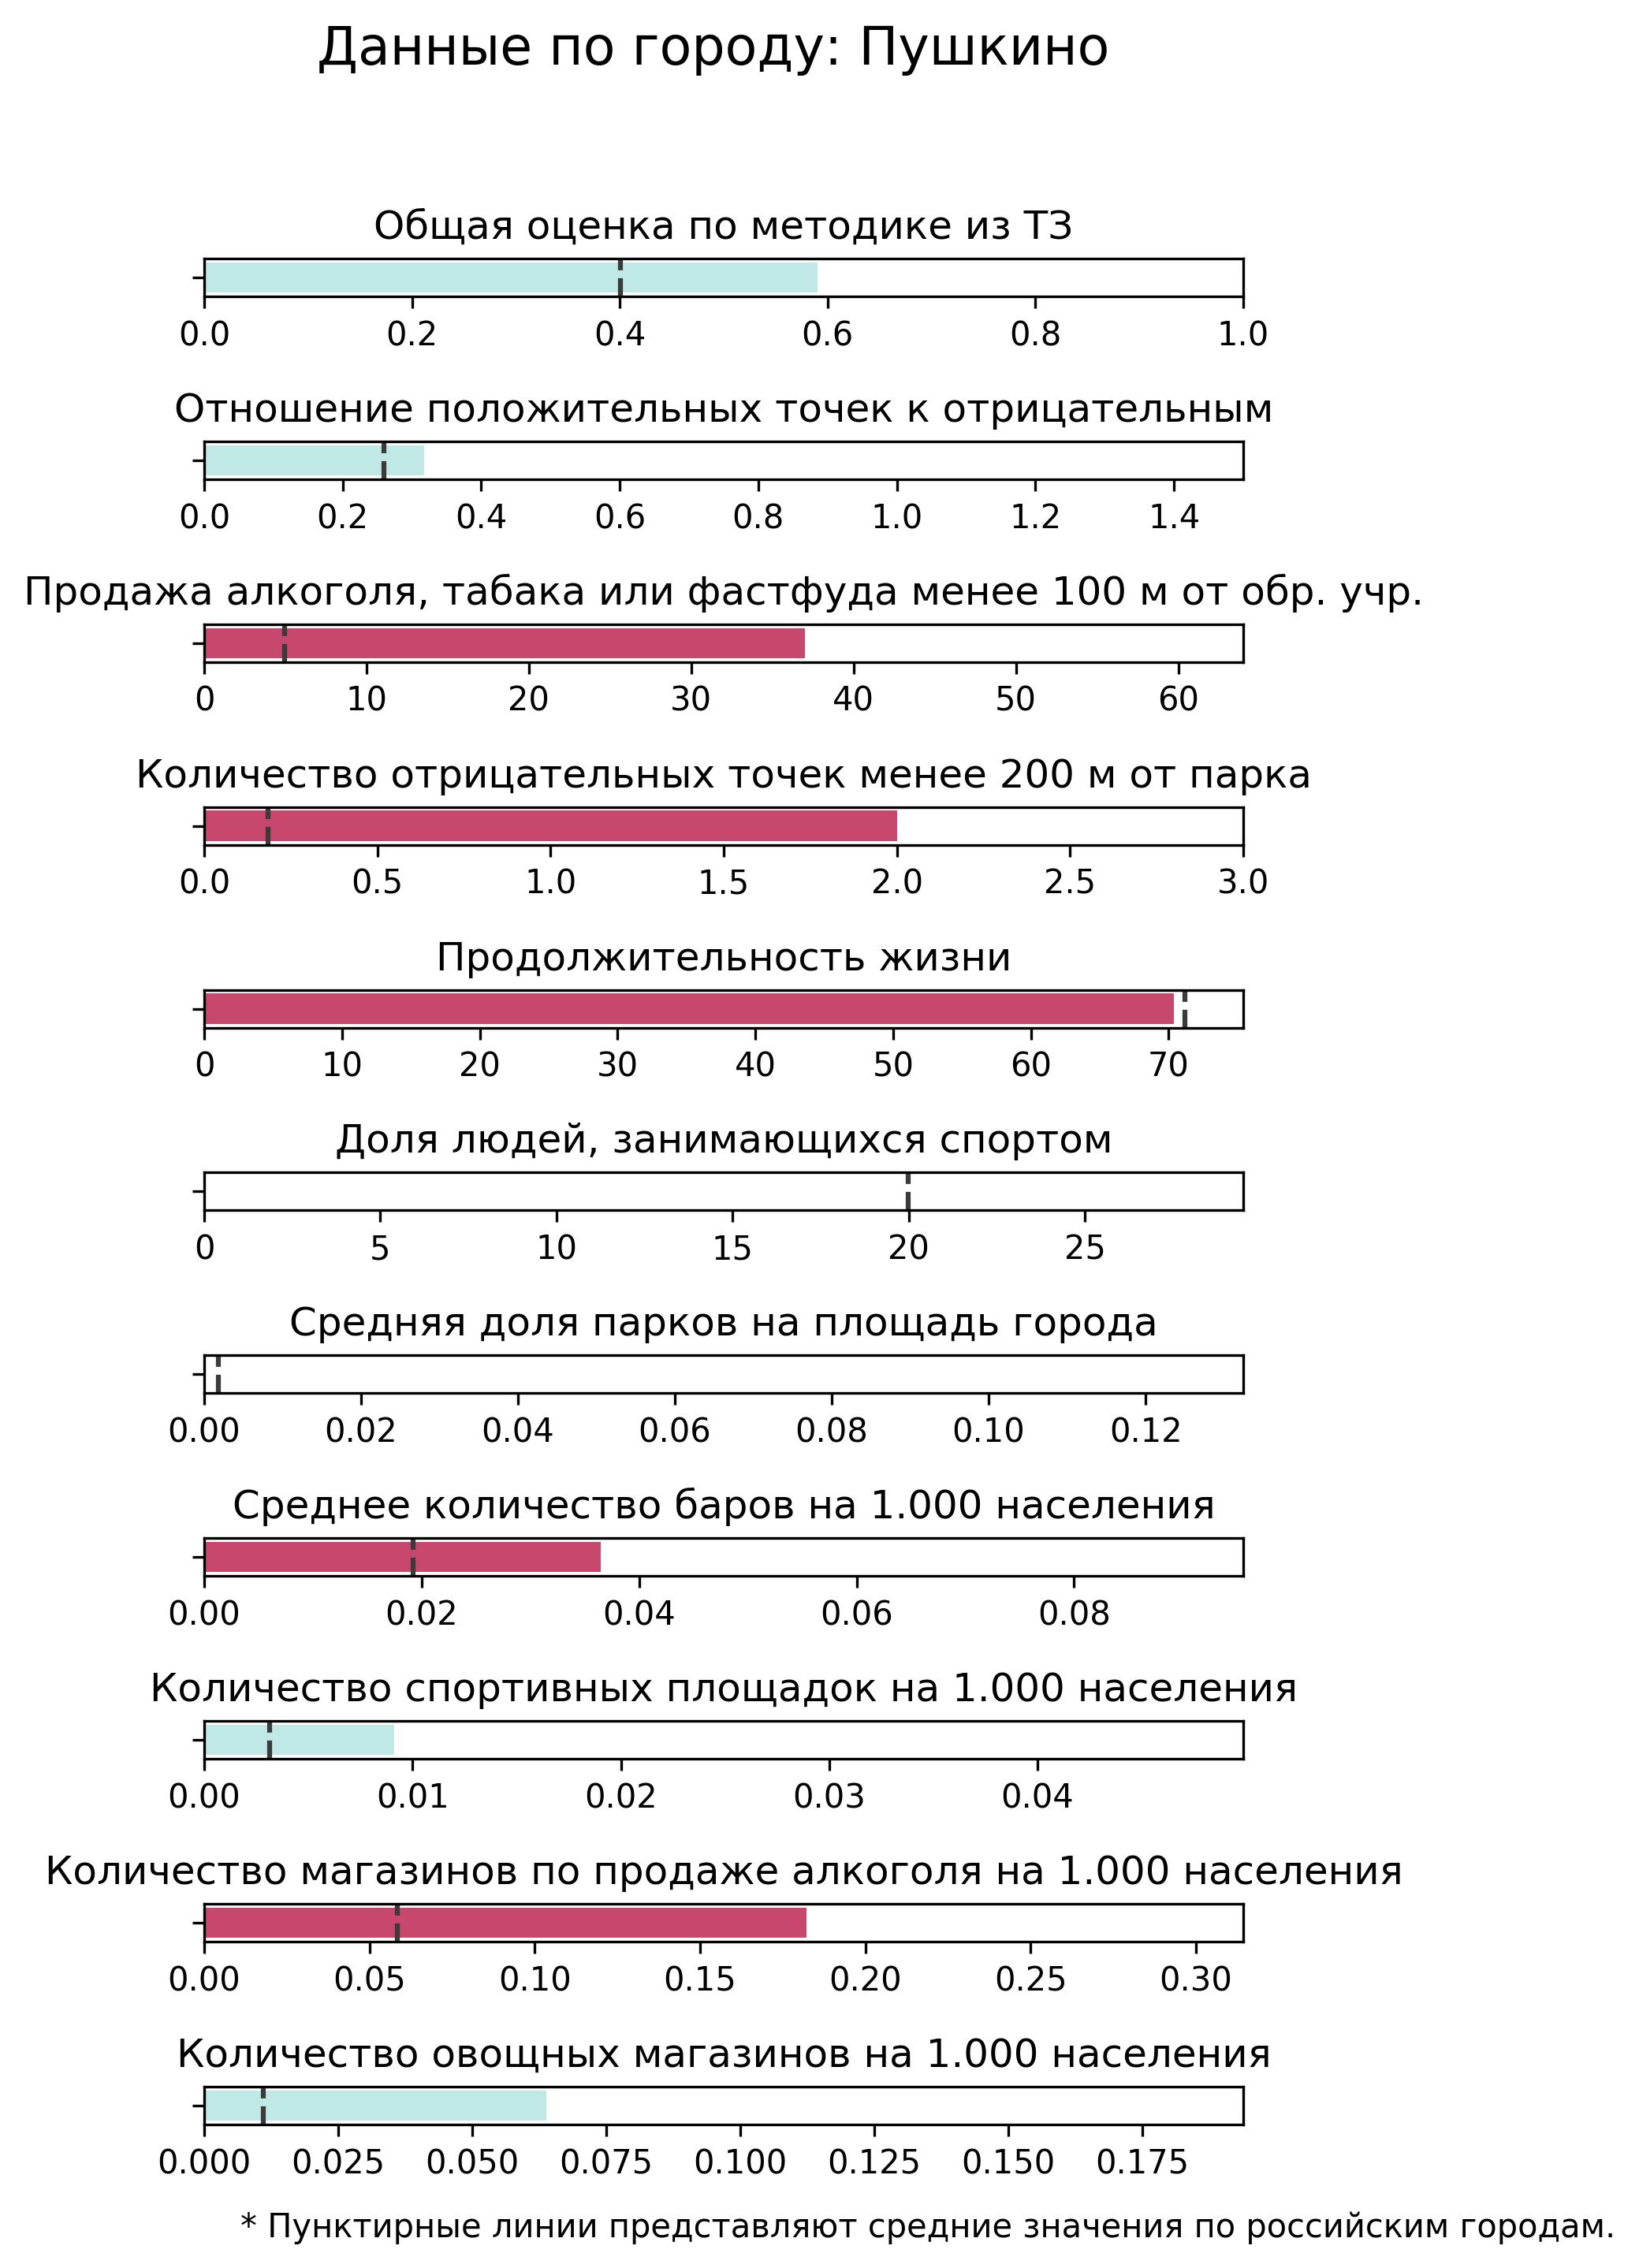 Данные по городу: Пушкино
Общая оценка по методике из ТЗ
0.0 0.2 0.4 0.6 0.8 1.0
Отношение положительных точек к отрицательным
0.0 0.2 0.4 0.6 0.8 1.0 1.2 1.4
Продажа алкоголя, табака или фастфуда менее 100 м от обр. учр.
0 10 20 30 40 50 60
Количество отрицательных точек менее 200 м от парка
0.0 0.5 1.0 1.5 2.0 2.5 3.0
Продолжительность жизни
0 10 20 30 40 50 60 70
Доля людей, занимающихся спортом
0 5 10 15 20 25
Средняя доля парков на площадь города
0.00 0.02 0.04 0.06 0.08 0.10 0.12
Среднее количество баров на 1.000 населения
0.00 0.02 0.04 0.06 0.08
Количество спортивных площадок на 1.000 населения
0.00 0.01 0.02 0.03 0.04
Количество магазинов по продаже алкоголя на 1.000 населения
0.00 0.05 0.10 0.15 0.20 0.25 0.30
Количество овощных магазинов на 1.000 населения
0.000 0.025 0.050 0.075 0.100 0.125 0.150 0.175
* Пунктирные линии представляют средние значения по российским городам.